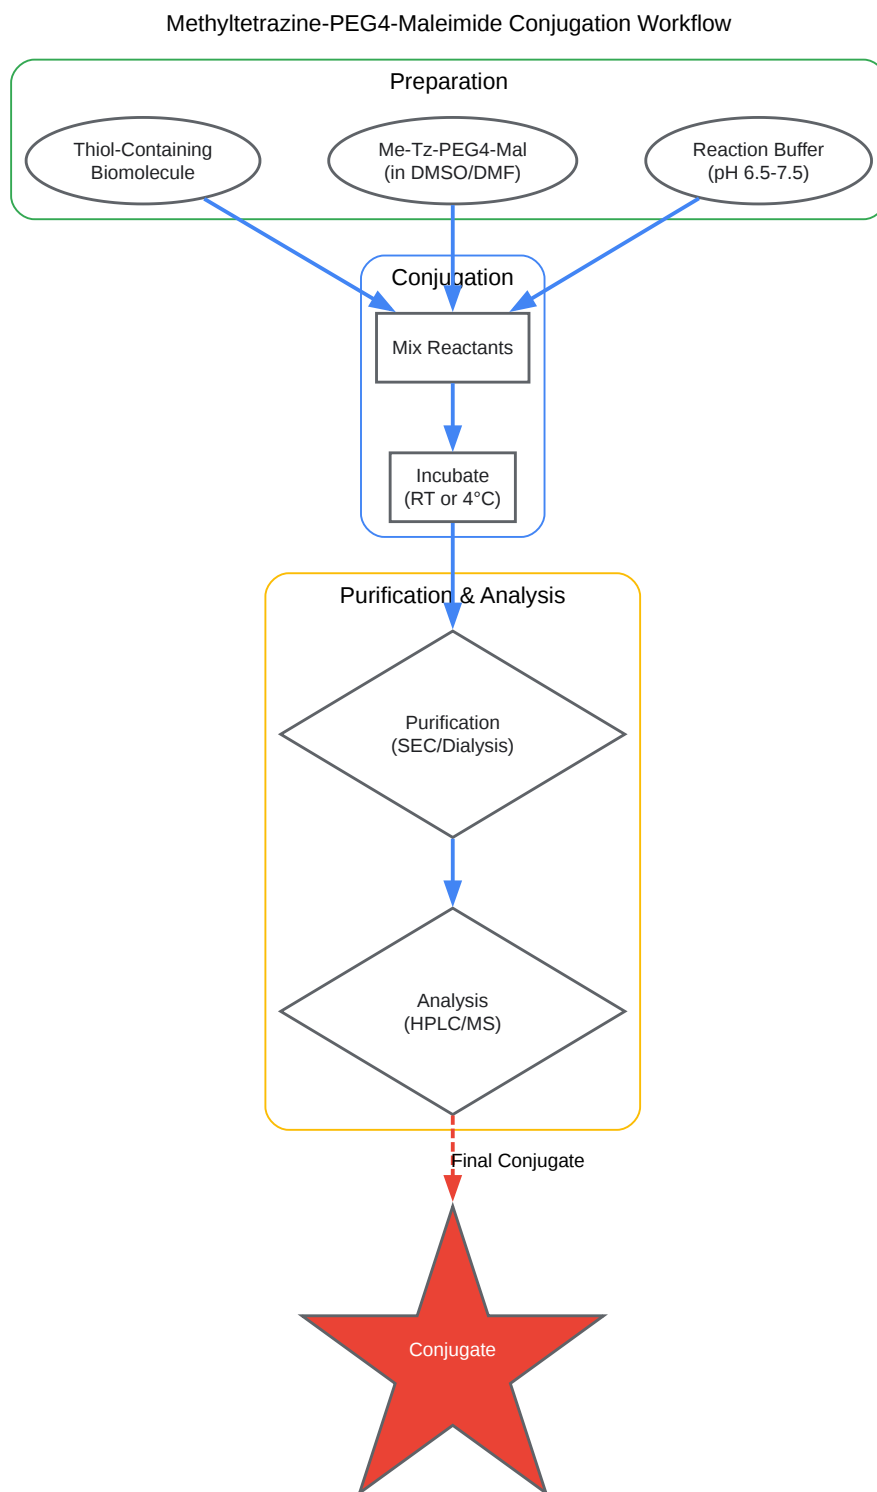 Methyltetrazine-PEG4-Maleimide Conjugation Workflow
Preparation
Thiol-Containing
Biomolecule
Me-Tz-PEG4-Mal
(in DMSO/DMF)
Reaction Buffer
(pH 6.5-7.5)
Conjugation
Mix Reactants
Incubate
(RT or 4°C)
Purification & Analysis
Purification
(SEC/Dialysis)
Analysis
(HPLC/MS)
Final Conjugate
Conjugate